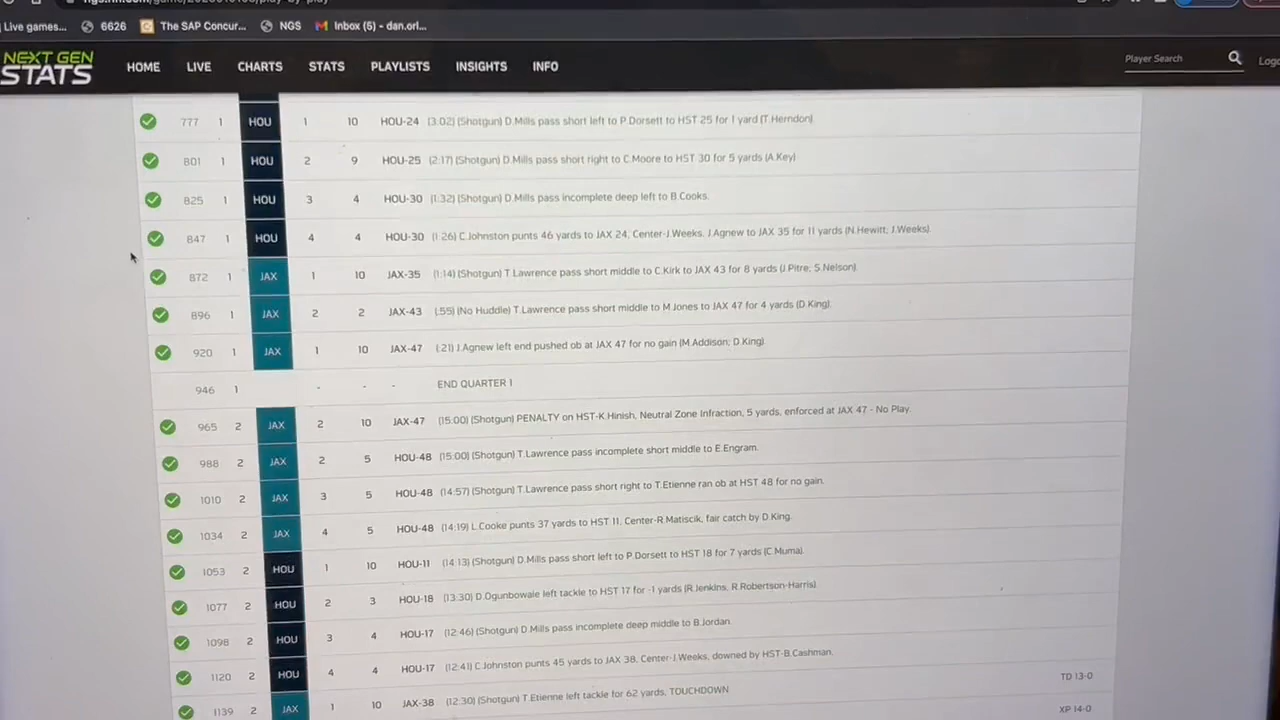 Live games... 6626 The SAP Concur... NGS Inbox (5) - dan.orl...
NEXT GEN STATS HOME LIVE CHARTS STATS PLAYLISTS INSIGHTS INFO Player Search
777 1 HOU 1 10 HOU-24 (3:02) (Shotgun) D.Mills pass short left to P.Dorsett to HST 25 for 1 yard (T.Herndon).
801 1 HOU 2 9 HOU-25 (2:17) (Shotgun) D.Mills pass short right to C.Moore to HST 30 for 5 yards (A.Key)
825 1 HOU 3 4 HOU-30 (1:32) (Shotgun) D.Mills pass incomplete deep left to B.Cooks.
847 1 HOU 4 4 HOU-30 (1:26) C.Johnston punts 46 yards to JAX 24, Center-J.Weeks. J.Agnew to JAX 35 for 11 yards (N.Hewitt; J.Weeks).
872 1 JAX 1 10 JAX-35 (1:14) (Shotgun) T.Lawrence pass short middle to C.Kirk to JAX 43 for 8 yards (J.Pitre; S.Nelson).
896 1 JAX 2 2 JAX-43 (:55) (No Huddle) T.Lawrence pass short middle to M.Jones to JAX 47 for 4 yards (D.King).
920 1 JAX 1 10 JAX-47 (:21) J.Agnew left end pushed ob at JAX 47 for no gain (M.Addison; D.King).
946 1 - - - END QUARTER 1
965 2 JAX 2 10 JAX-47 (15:00) (Shotgun) PENALTY on HST-K.Hinish, Neutral Zone Infraction, 5 yards, enforced at JAX 47 - No Play.
988 2 JAX 2 5 HOU-48 (15:00) (Shotgun) T.Lawrence pass incomplete short middle to E.Engram.
1010 2 JAX 3 5 HOU-48 (14:57) (Shotgun) T.Lawrence pass short right to T.Etienne ran ob at HST 48 for no gain.
1034 2 JAX 4 5 HOU-48 (14:19) L.Cooke punts 37 yards to HST 11, Center-R.Matiscik, fair catch by D.King.
1053 2 HOU 1 10 HOU-11 (14:13) (Shotgun) D.Mills pass short left to P.Dorsett to HST 18 for 7 yards (C.Muma).
1077 2 HOU 2 3 HOU-18 (13:30) D.Ogunbowale left tackle to HST 17 for -1 yards (R.Jenkins, R.Robertson-Harris).
1098 2 HOU 3 4 HOU-17 (12:46) (Shotgun) D.Mills pass incomplete deep middle to B.Jordan.
1120 2 HOU 4 4 HOU-17 (12:41) C.Johnston punts 45 yards to JAX 38, Center-J.Weeks, downed by HST-B.Cashman.
TD 13-0
1139 2 JAX 1 10 JAX-38 (12:30) (Shotgun) T.Etienne left tackle for 62 yards, TOUCHDOWN
XP 14-0